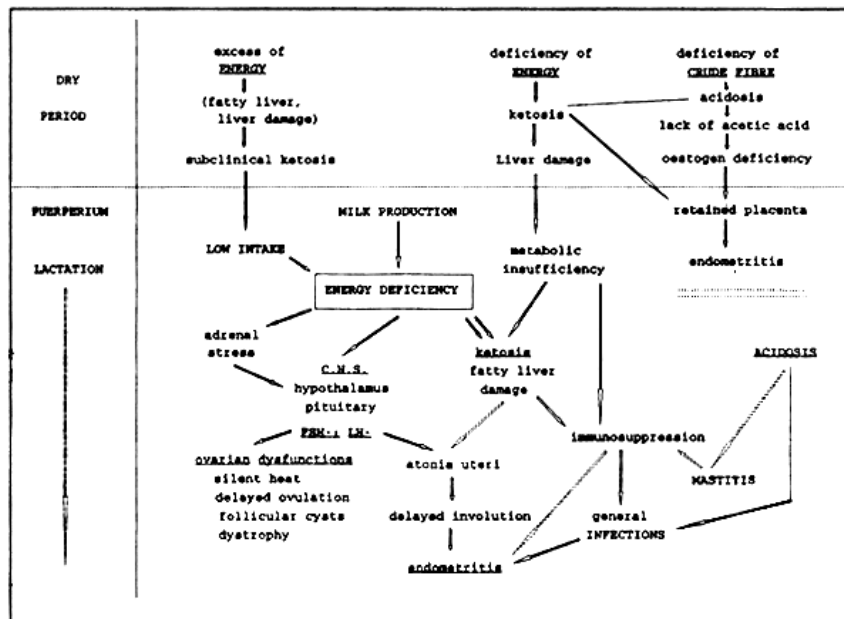 DRY
PERIOD
excess of
ENERGY
(fatty liver,
liver damage)
subclinical ketosis
deficiency of
ENERGY
ketosis
Liver damage
deficiency of
CRUDE FIBRE
acidosis
lack of acetic acid
oestogen deficiency
PUERPERIUM
LACTATION
MILK PRODUCTION
LOW INTAKE
ENERGY DEFICIENCY
metabolic
insufficiency
retained placenta
endometritis
adrenal
stress
C.N.S.
hypothalamus
pituitary
FSH-; LH-
ketosis
fatty liver
damage
ACIDOSIS
ovarian dysfunctions
silent heat
delayed ovulation
follicular cysts
dystrophy
atonia uteri
delayed involution
endometritis
immunosuppression
MASTITIS
general
INFECTIONS